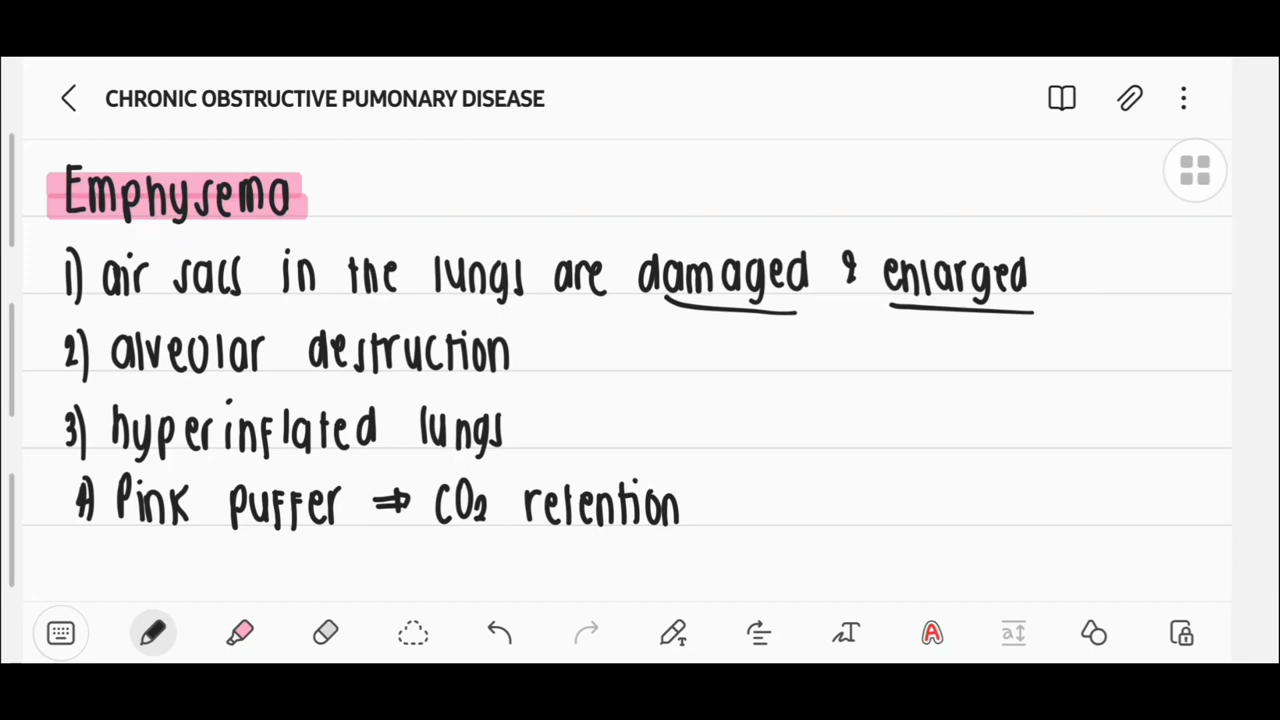 CHRONIC OBSTRUCTIVE PUMONARY DISEASE
Emphysema
1) air sacs in the lungs are damaged & enlarged
2) alveolar destruction
3) hyperinflated lungs
4) Pink puffer ⇒ CO2 retention